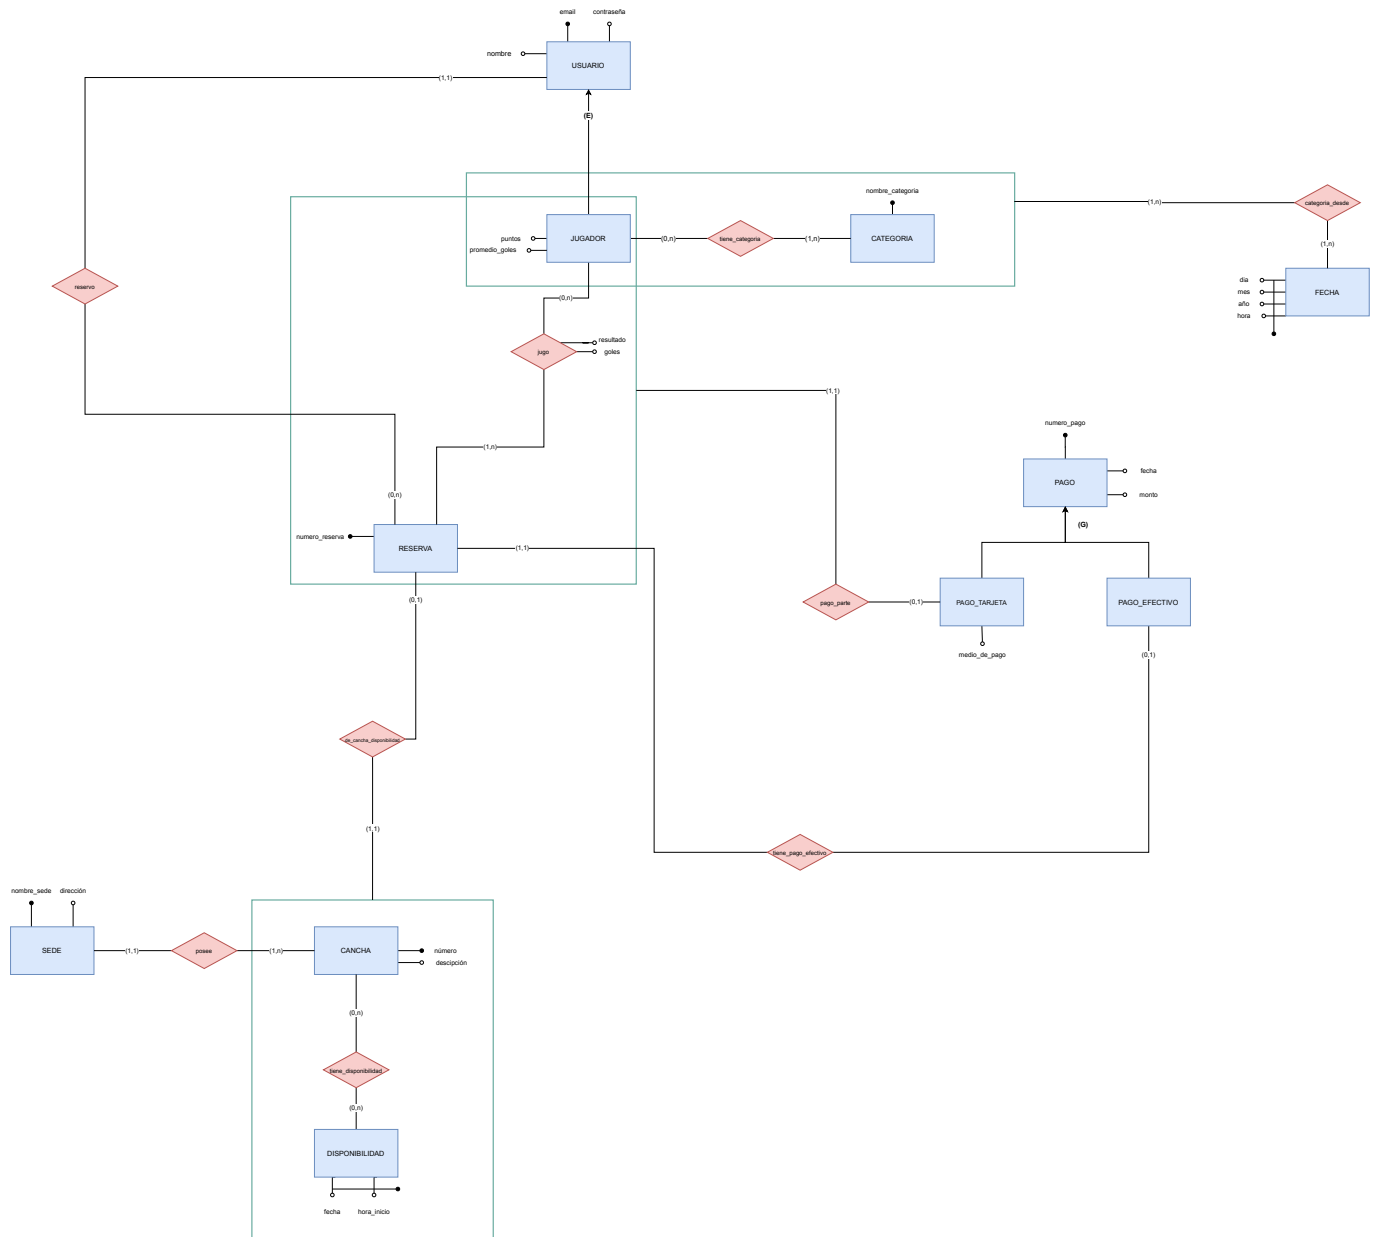 email
contraseña
nombre
USUARIO
(1,1)
(E)
nombre_categoria
(1,n)
categoria_desde
puntos
promedio_goles
JUGADOR
(0,n)
tiene_categoria
(1,n)
CATEGORIA
(1,n)
reservo
dia
mes
año
hora
FECHA
(0,n)
resultado
jugo
goles
(1,1)
numero_pago
(1,n)
PAGO
fecha
monto
(0,n)
(G)
numero_reserva
RESERVA
(1,1)
(0,1)
pago_parte
(0,1)
PAGO_TARJETA
PAGO_EFECTIVO
medio_de_pago
(0,1)
de_cancha_disponibilidad
(1,1)
tiene_pago_efectivo
nombre_sede
dirección
SEDE
(1,1)
posee
(1,n)
CANCHA
número
descipción
(0,n)
tiene_disponibilidad
(0,n)
DISPONIBILIDAD
fecha
hora_inicio